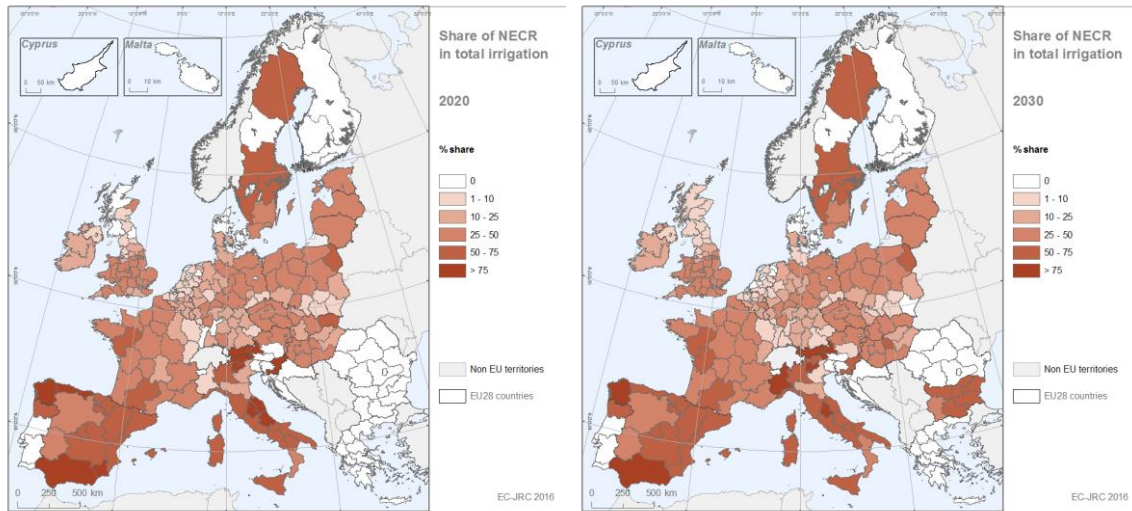 Cyprus
0 50 km
Malta
0 10 km
Share of NECR
in total irrigation
2020
% share
0
1 - 10
10 - 25
25 - 50
50 - 75
> 75
Non EU territories
EU28 countries
0 250 500 km
EC-JRC 2016
Cyprus
0 50 km
Malta
0 10 km
Share of NECR
in total irrigation
2030
% share
0
1 - 10
10 - 25
25 - 50
50 - 75
> 75
Non EU territories
EU28 countries
0 250 500 km
EC-JRC 2016